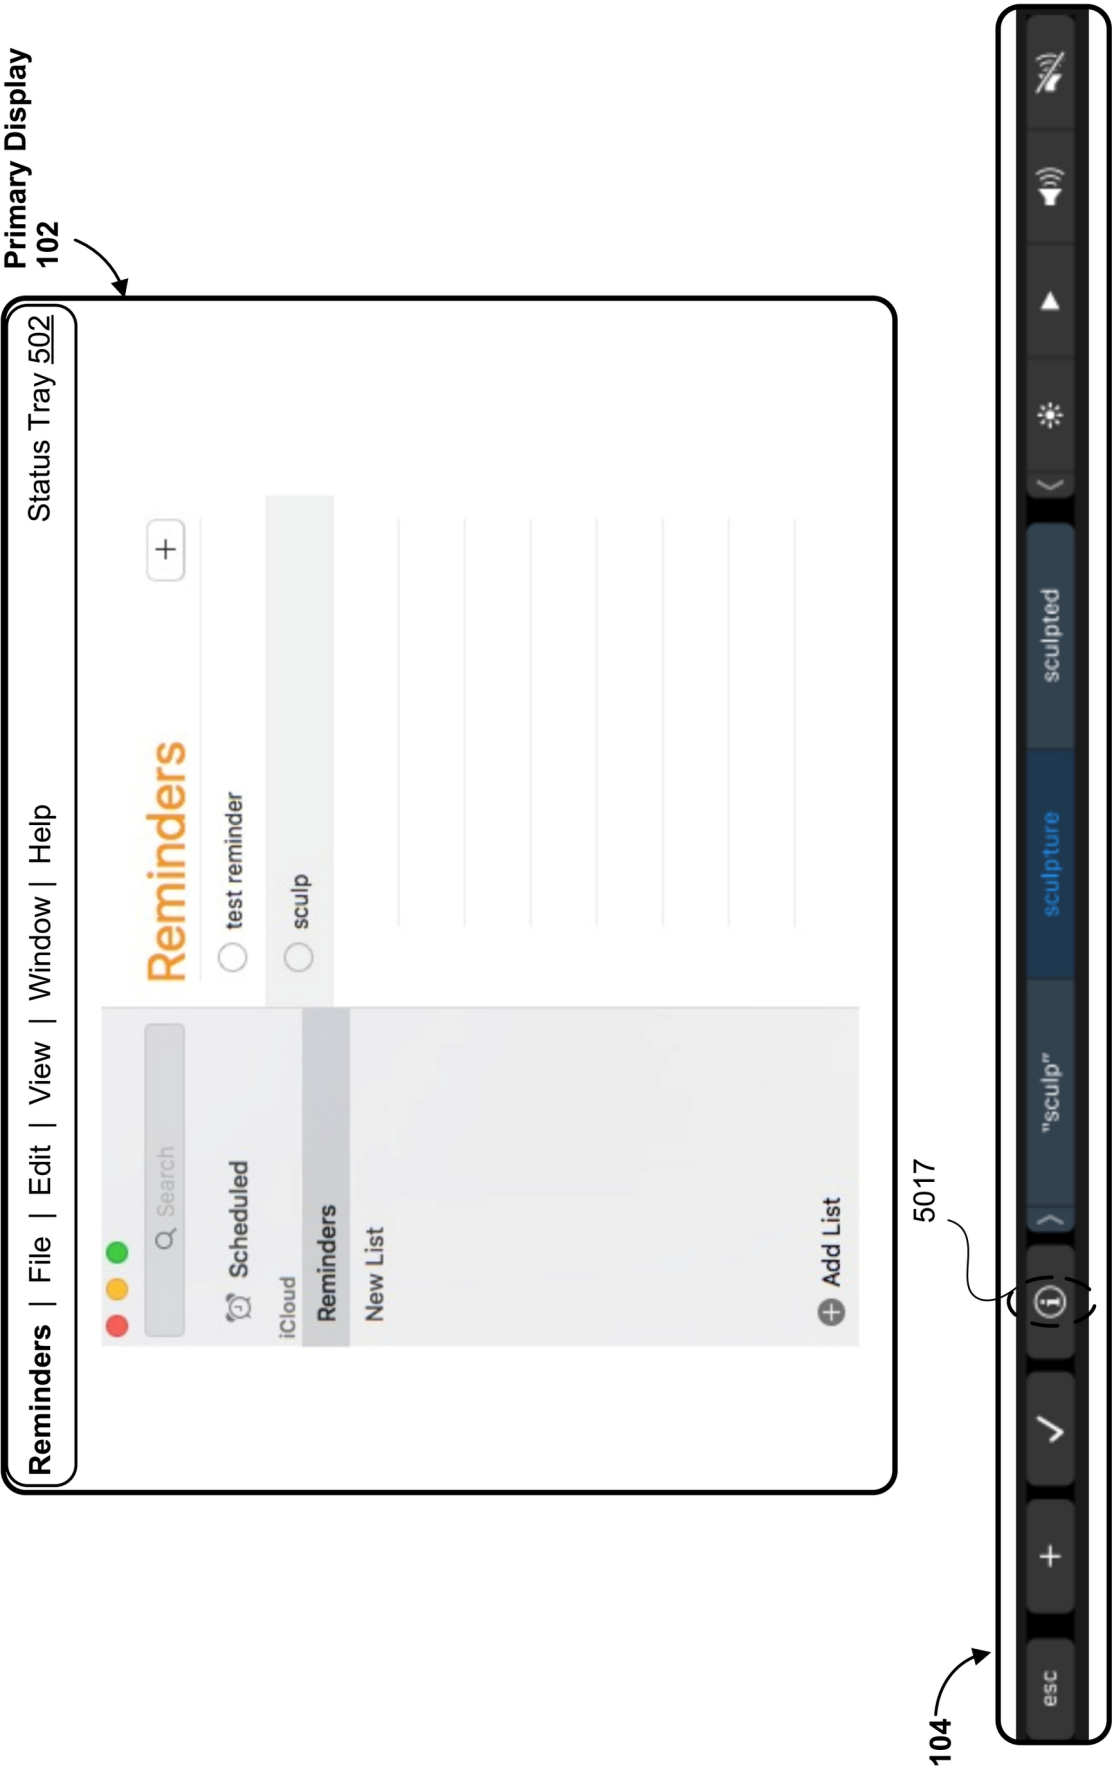 Primary Display
102
Reminders | File | Edit | View | Window | Help
Status Tray 502
Search
Scheduled
iCloud
Reminders
New List
Add List
Reminders
+
test reminder
sculp
5017
104
esc
+
"sculp"
sculpture
sculpted